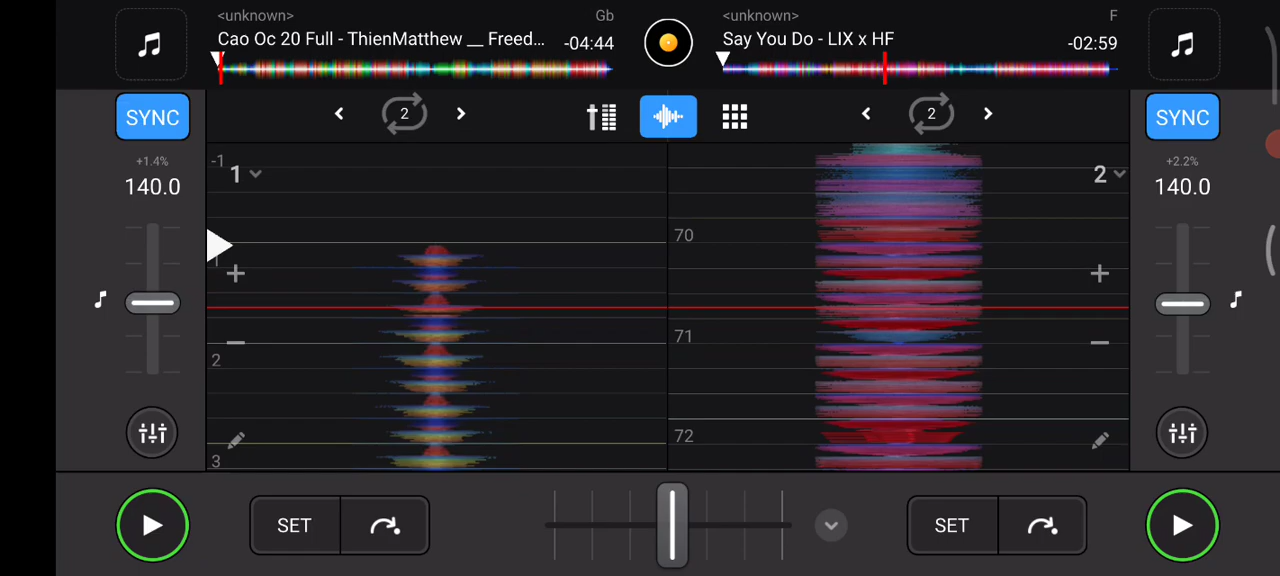 <unknown>
Gb
Cao Oc 20 Full - ThienMatthew __ Freed...
-04:44
<unknown>
F
Say You Do - LIX x HF
-02:59
SYNC
2
2
SYNC
+1.4%
140.0
+2.2%
140.0
-1
1
2
70
1
71
2
72
3
SET
SET